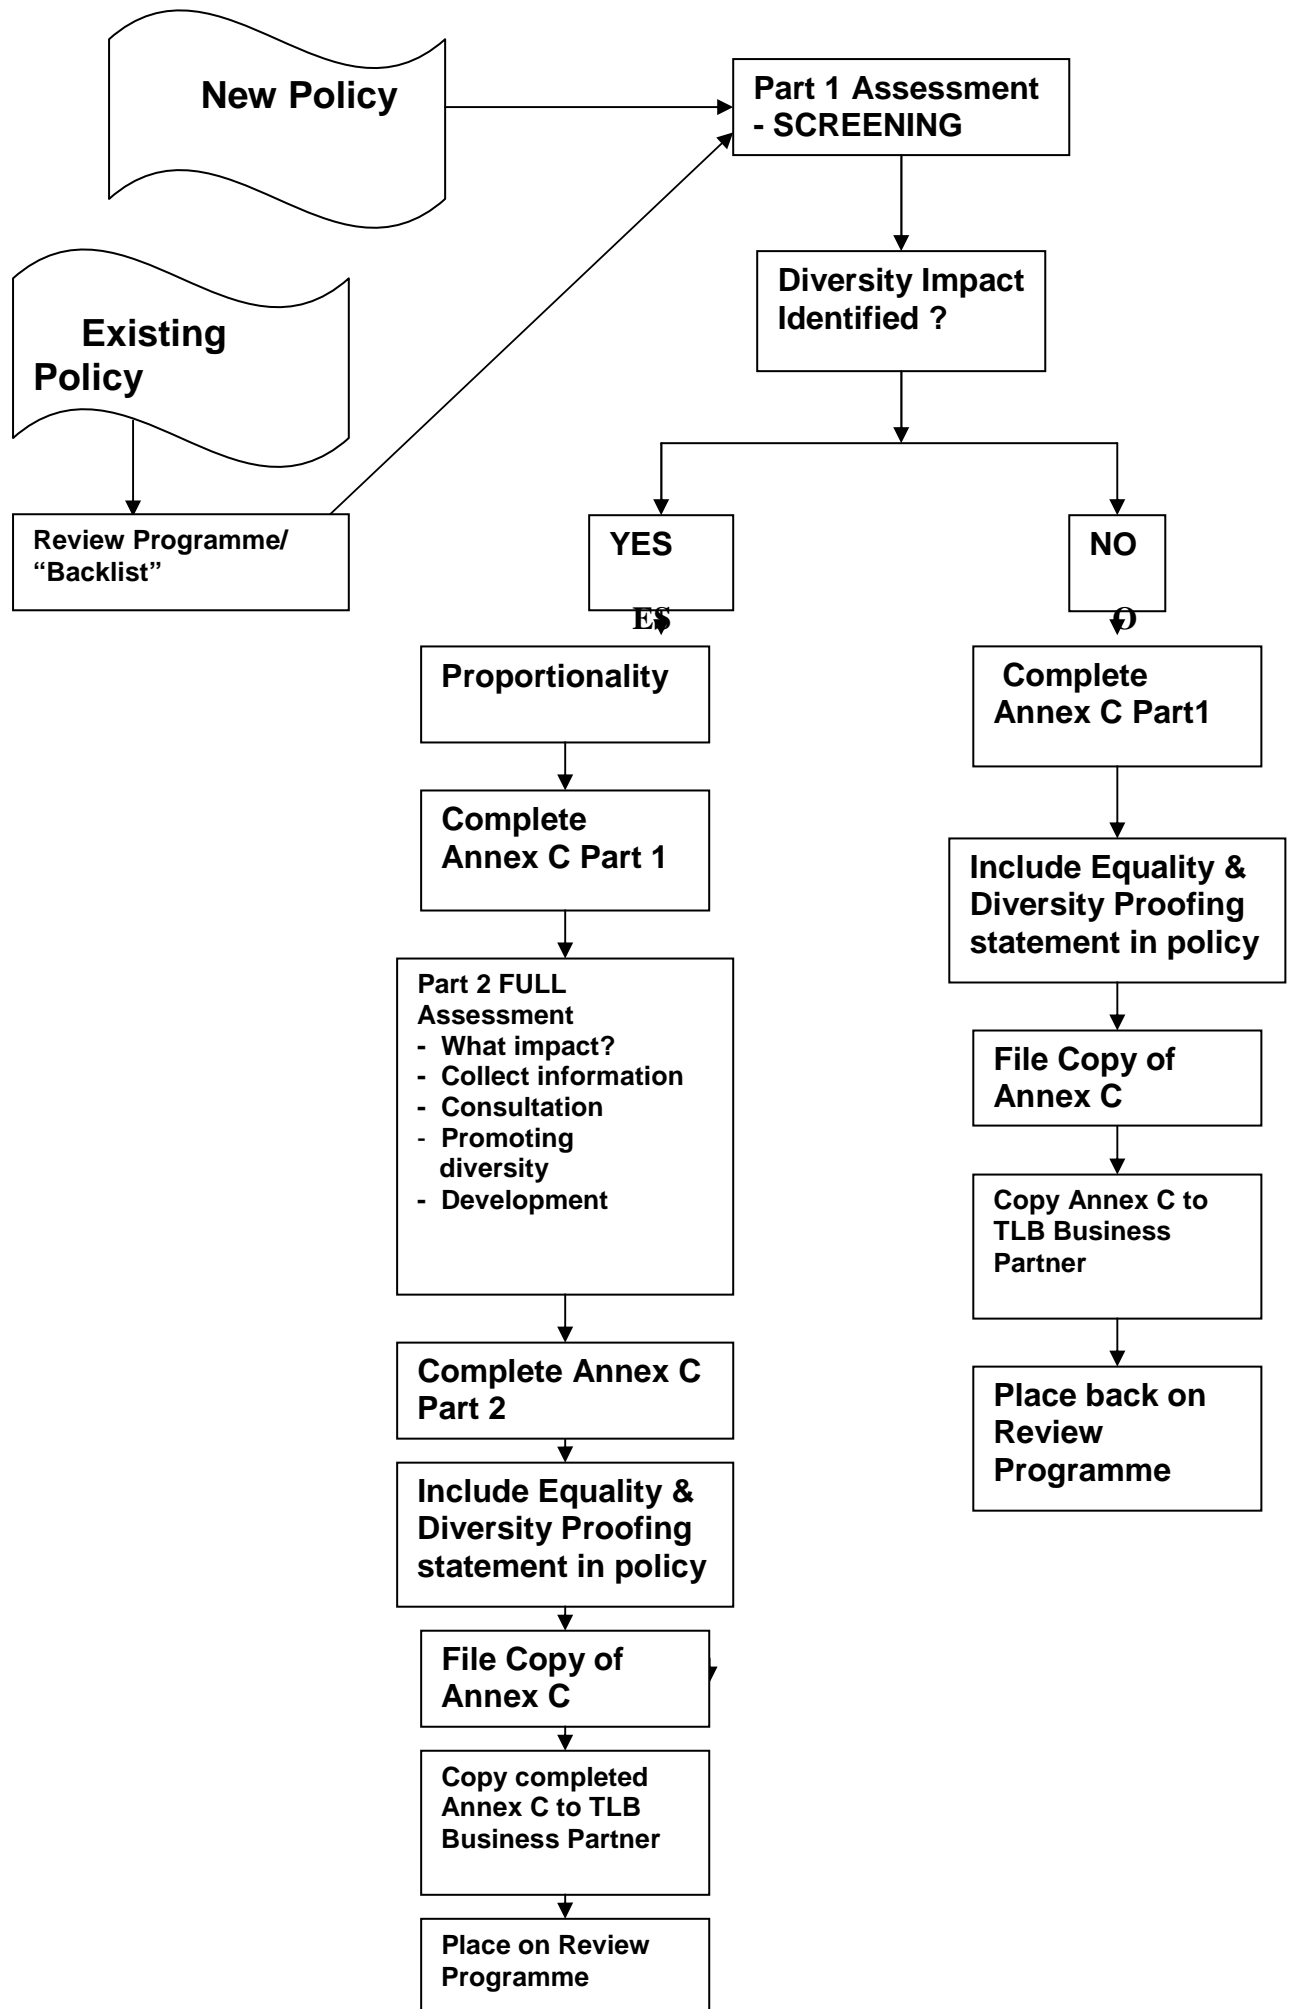 New Policy
Part 1 Assessment
- SCREENING
Diversity Impact
Identified ?
Existing
Policy
Review Programme/
“Backlist”
YES
ES
NO
O
Proportionality
Complete
Annex C Part 1
Part 2 FULL
Assessment
- What impact?
- Collect information
- Consultation
- Promoting
diversity
- Development
Complete Annex C
Part 2
Include Equality &
Diversity Proofing
statement in policy
File Copy of
Annex C
Copy completed
Annex C to TLB
Business Partner
Place on Review
Programme
Complete
Annex C Part1
Include Equality &
Diversity Proofing
statement in policy
File Copy of
Annex C
Copy Annex C to
TLB Business
Partner
Place back on
Review
Programme